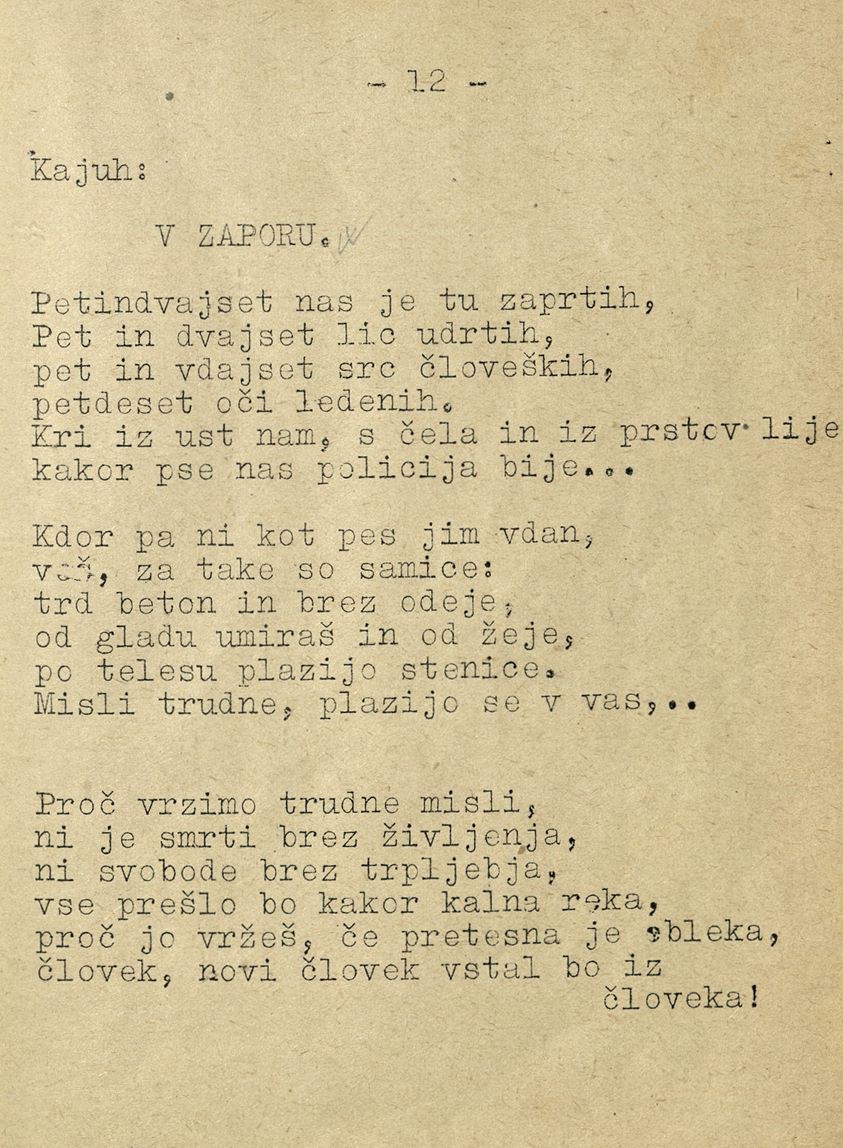 - 12 -
Kajuh:
V ZAPORU.
Petindvajset nas je tu zaprtih,
Pet in dvajset lic udrtih,
pet in vdajset src človeških,
petdeset oči ledenih.
Kri iz ust nam, s čela in iz prstov lije
kakor pse nas policija bije...
Kdor pa ni kot pes jim vdan,
veš, za take so samice:
trd beton in brez odeje,
od gladu umiraš in od žeje,
po telesu plazijo stenice.
Misli trudne, plazijo se v vas,..
Proč vrzimo trudne misli,
ni je smrti brez življenja,
ni svobode brez trpljebja,
vse prešlo bo kakor kalna reka,
proč jo vržeš, če pretesna je obleka,
človek, novi človek vstal bo iz
človeka!